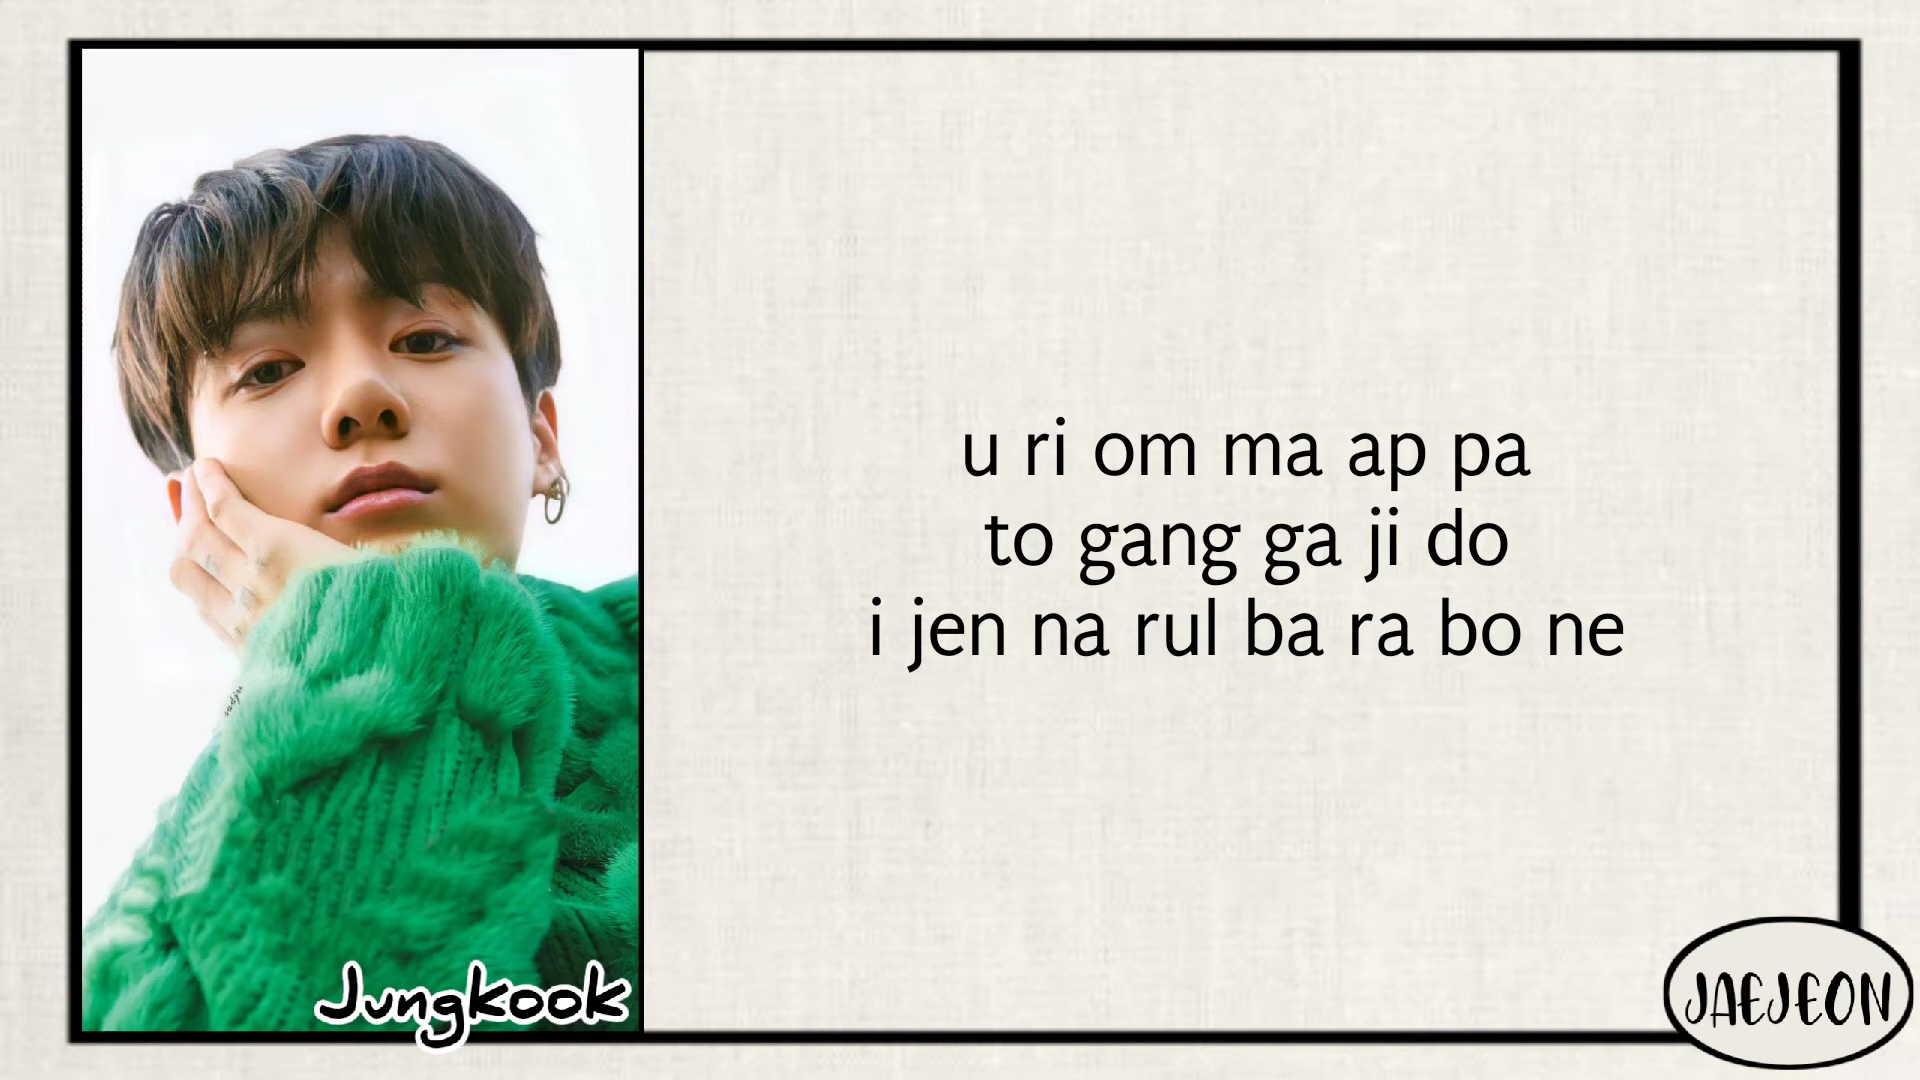 u ri om ma ap pa
to gang ga ji do
i jen na rul ba ra bo ne
Jungkook
JAEJEON